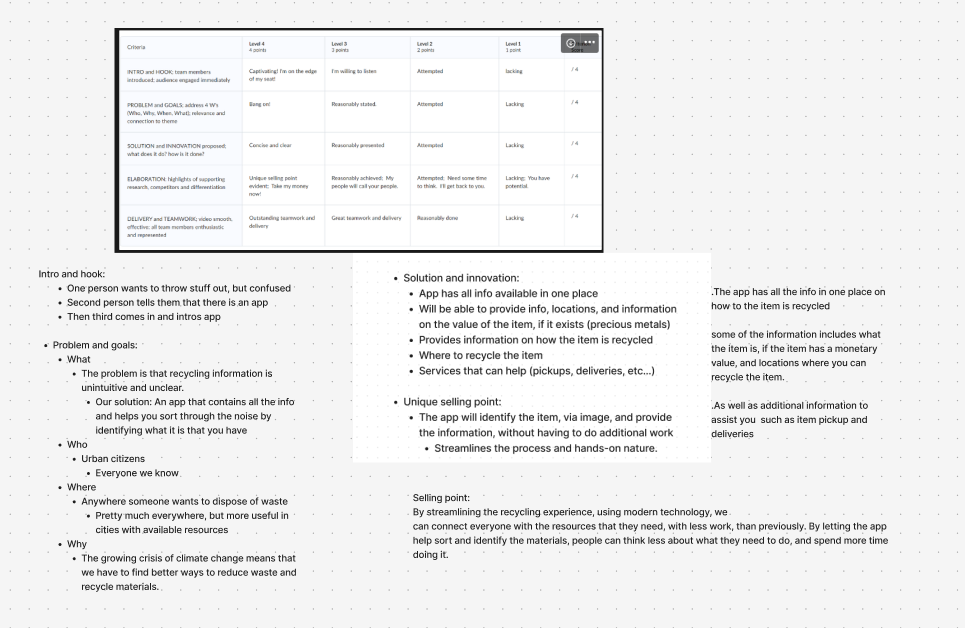 Criteria
Level 4
4 points
Level 3
3 points
Level 2
2 points
Level 1
1 point
INTRO and HOOK; team members
introduced; audience engaged immediately
Captivating! I'm on the edge
of my seat!
I'm willing to listen
Attempted
lacking
/ 4
PROBLEM and GOALS: address 4 W's
(Who, Why, When, What); relevance and
connection to theme
Bang on!
Reasonably stated.
Attempted
Lacking
/ 4
SOLUTION and INNOVATION proposed;
what does it do? how is it done?
Concise and clear
Reasonably presented
Attempted
Lacking
/ 4
ELABORATION: highlights of supporting
research, competitors and differentiation
Unique selling point
evident; Take my money
now!
Reasonably achieved: My
people will call your people.
Attempted: Need some time
to think. I'll get back to you.
Lacking: You have
potential.
/ 4
DELIVERY and TEAMWORK; video smooth,
effective; all team members enthusiastic
and represented
Outstanding teamwork and
delivery
Great teamwork and delivery
Reasonably done
Lacking
/ 4
Intro and hook:
• One person wants to throw stuff out, but confused
• Second person tells them that there is an app
• Then third comes in and intros app
• Problem and goals:
• What
• The problem is that recycling information is
unintuitive and unclear.
• Our solution: An app that contains all the info
and helps you sort through the noise by
identifying what it is that you have
• Who
• Urban citizens
• Everyone we know
• Where
• Anywhere someone wants to dispose of waste
• Pretty much everywhere, but more useful in
cities with available resources
• Why
• The growing crisis of climate change means that
we have to find better ways to reduce waste and
recycle materials.
• Solution and innovation:
• App has all info available in one place
• Will be able to provide info, locations, and information
on the value of the item, if it exists (precious metals)
• Provides information on how the item is recycled
• Where to recycle the item
• Services that can help (pickups, deliveries, etc...)
• Unique selling point:
• The app will identify the item, via image, and provide
the information, without having to do additional work
• Streamlines the process and hands-on nature.
.The app has all the info in one place on
how to the item is recycled
some of the information includes what
the item is, if the item has a monetary
value, and locations where you can
recycle the item.
.As well as additional information to
assist you such as item pickup and
deliveries
Selling point:
By streamlining the recycling experience, using modern technology, we
can connect everyone with the resources that they need, with less work, than previously. By letting the app
help sort and identify the materials, people can think less about what they need to do, and spend more time
doing it.